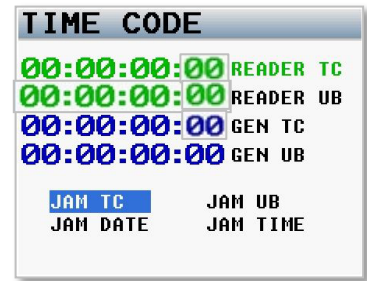 TIME CODE
00:00:00:00 READER TC
00:00:00:00 READER UB
00:00:00:00 GEN TC
00:00:00:00 GEN UB
JAM TC JAM UB
JAM DATE JAM TIME